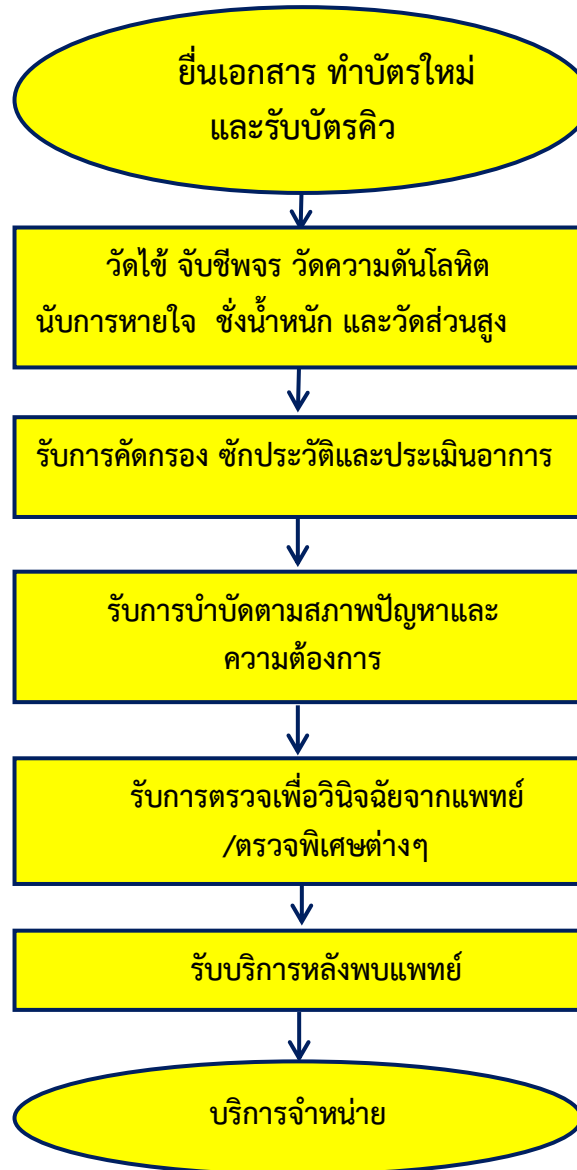 ยื่นเอกสาร ทำบัตรใหม่
และรับบัตรคิว
วัดไข้ จับชีพจร วัดความดันโลหิต
นับการหายใจ ชั่งน้ำหนัก และวัดส่วนสูง
รับการคัดกรอง ซักประวัติและประเมินอาการ
รับการบำบัดตามสภาพปัญหาและ
ความต้องการ
รับการตรวจเพื่อวินิจฉัยจากแพทย์
/ตรวจพิเศษต่างๆ
รับบริการหลังพบแพทย์
บริการจำหน่าย